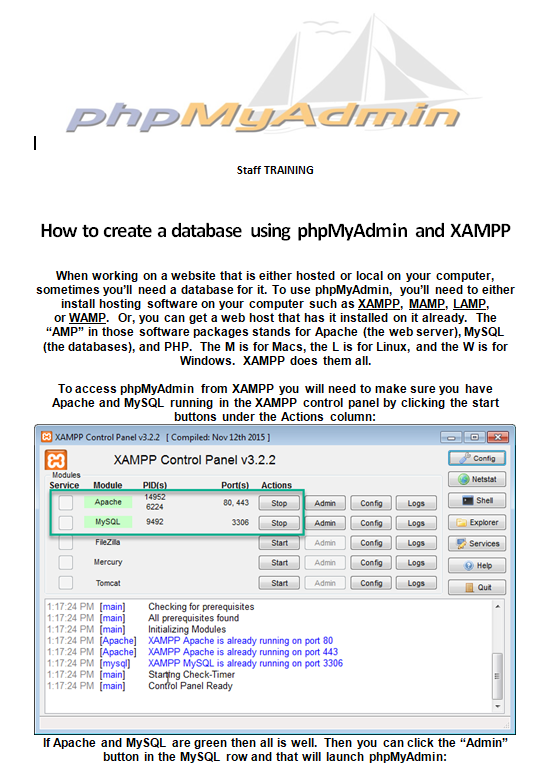 phpMyAdmin
Staff TRAINING
How to create a database using phpMyAdmin and XAMPP
When working on a website that is either hosted or local on your computer,
sometimes you’ll need a database for it. To use phpMyAdmin, you’ll need to either
install hosting software on your computer such as XAMPP, MAMP, LAMP,
or WAMP. Or, you can get a web host that has it installed on it already. The
“AMP” in those software packages stands for Apache (the web server), MySQL
(the databases), and PHP. The M is for Macs, the L is for Linux, and the W is for
Windows. XAMPP does them all.
To access phpMyAdmin from XAMPP you will need to make sure you have
Apache and MySQL running in the XAMPP control panel by clicking the start
buttons under the Actions column:
XAMPP Control Panel v3.2.2 [ Compiled: Nov 12th 2015 ]
XAMPP Control Panel v3.2.2
Config
Modules
Service Module PID(s) Port(s) Actions
Netstat
Apache 14952 6224 80, 443 Stop Admin Config Logs
Shell
MySQL 9492 3306 Stop Admin Config Logs
Explorer
FileZilla Start Admin Config Logs
Services
Mercury Start Admin Config Logs
Help
Tomcat Start Admin Config Logs
Quit
1:17:24 PM [main] Checking for prerequisites
1:17:24 PM [main] All prerequisites found
1:17:24 PM [main] Initializing Modules
1:17:24 PM [Apache] XAMPP Apache is already running on port 80
1:17:24 PM [Apache] XAMPP Apache is already running on port 443
1:17:24 PM [mysql] XAMPP MySQL is already running on port 3306
1:17:24 PM [main] Starting Check-Timer
1:17:24 PM [main] Control Panel Ready
If Apache and MySQL are green then all is well. Then you can click the “Admin”
button in the MySQL row and that will launch phpMyAdmin: